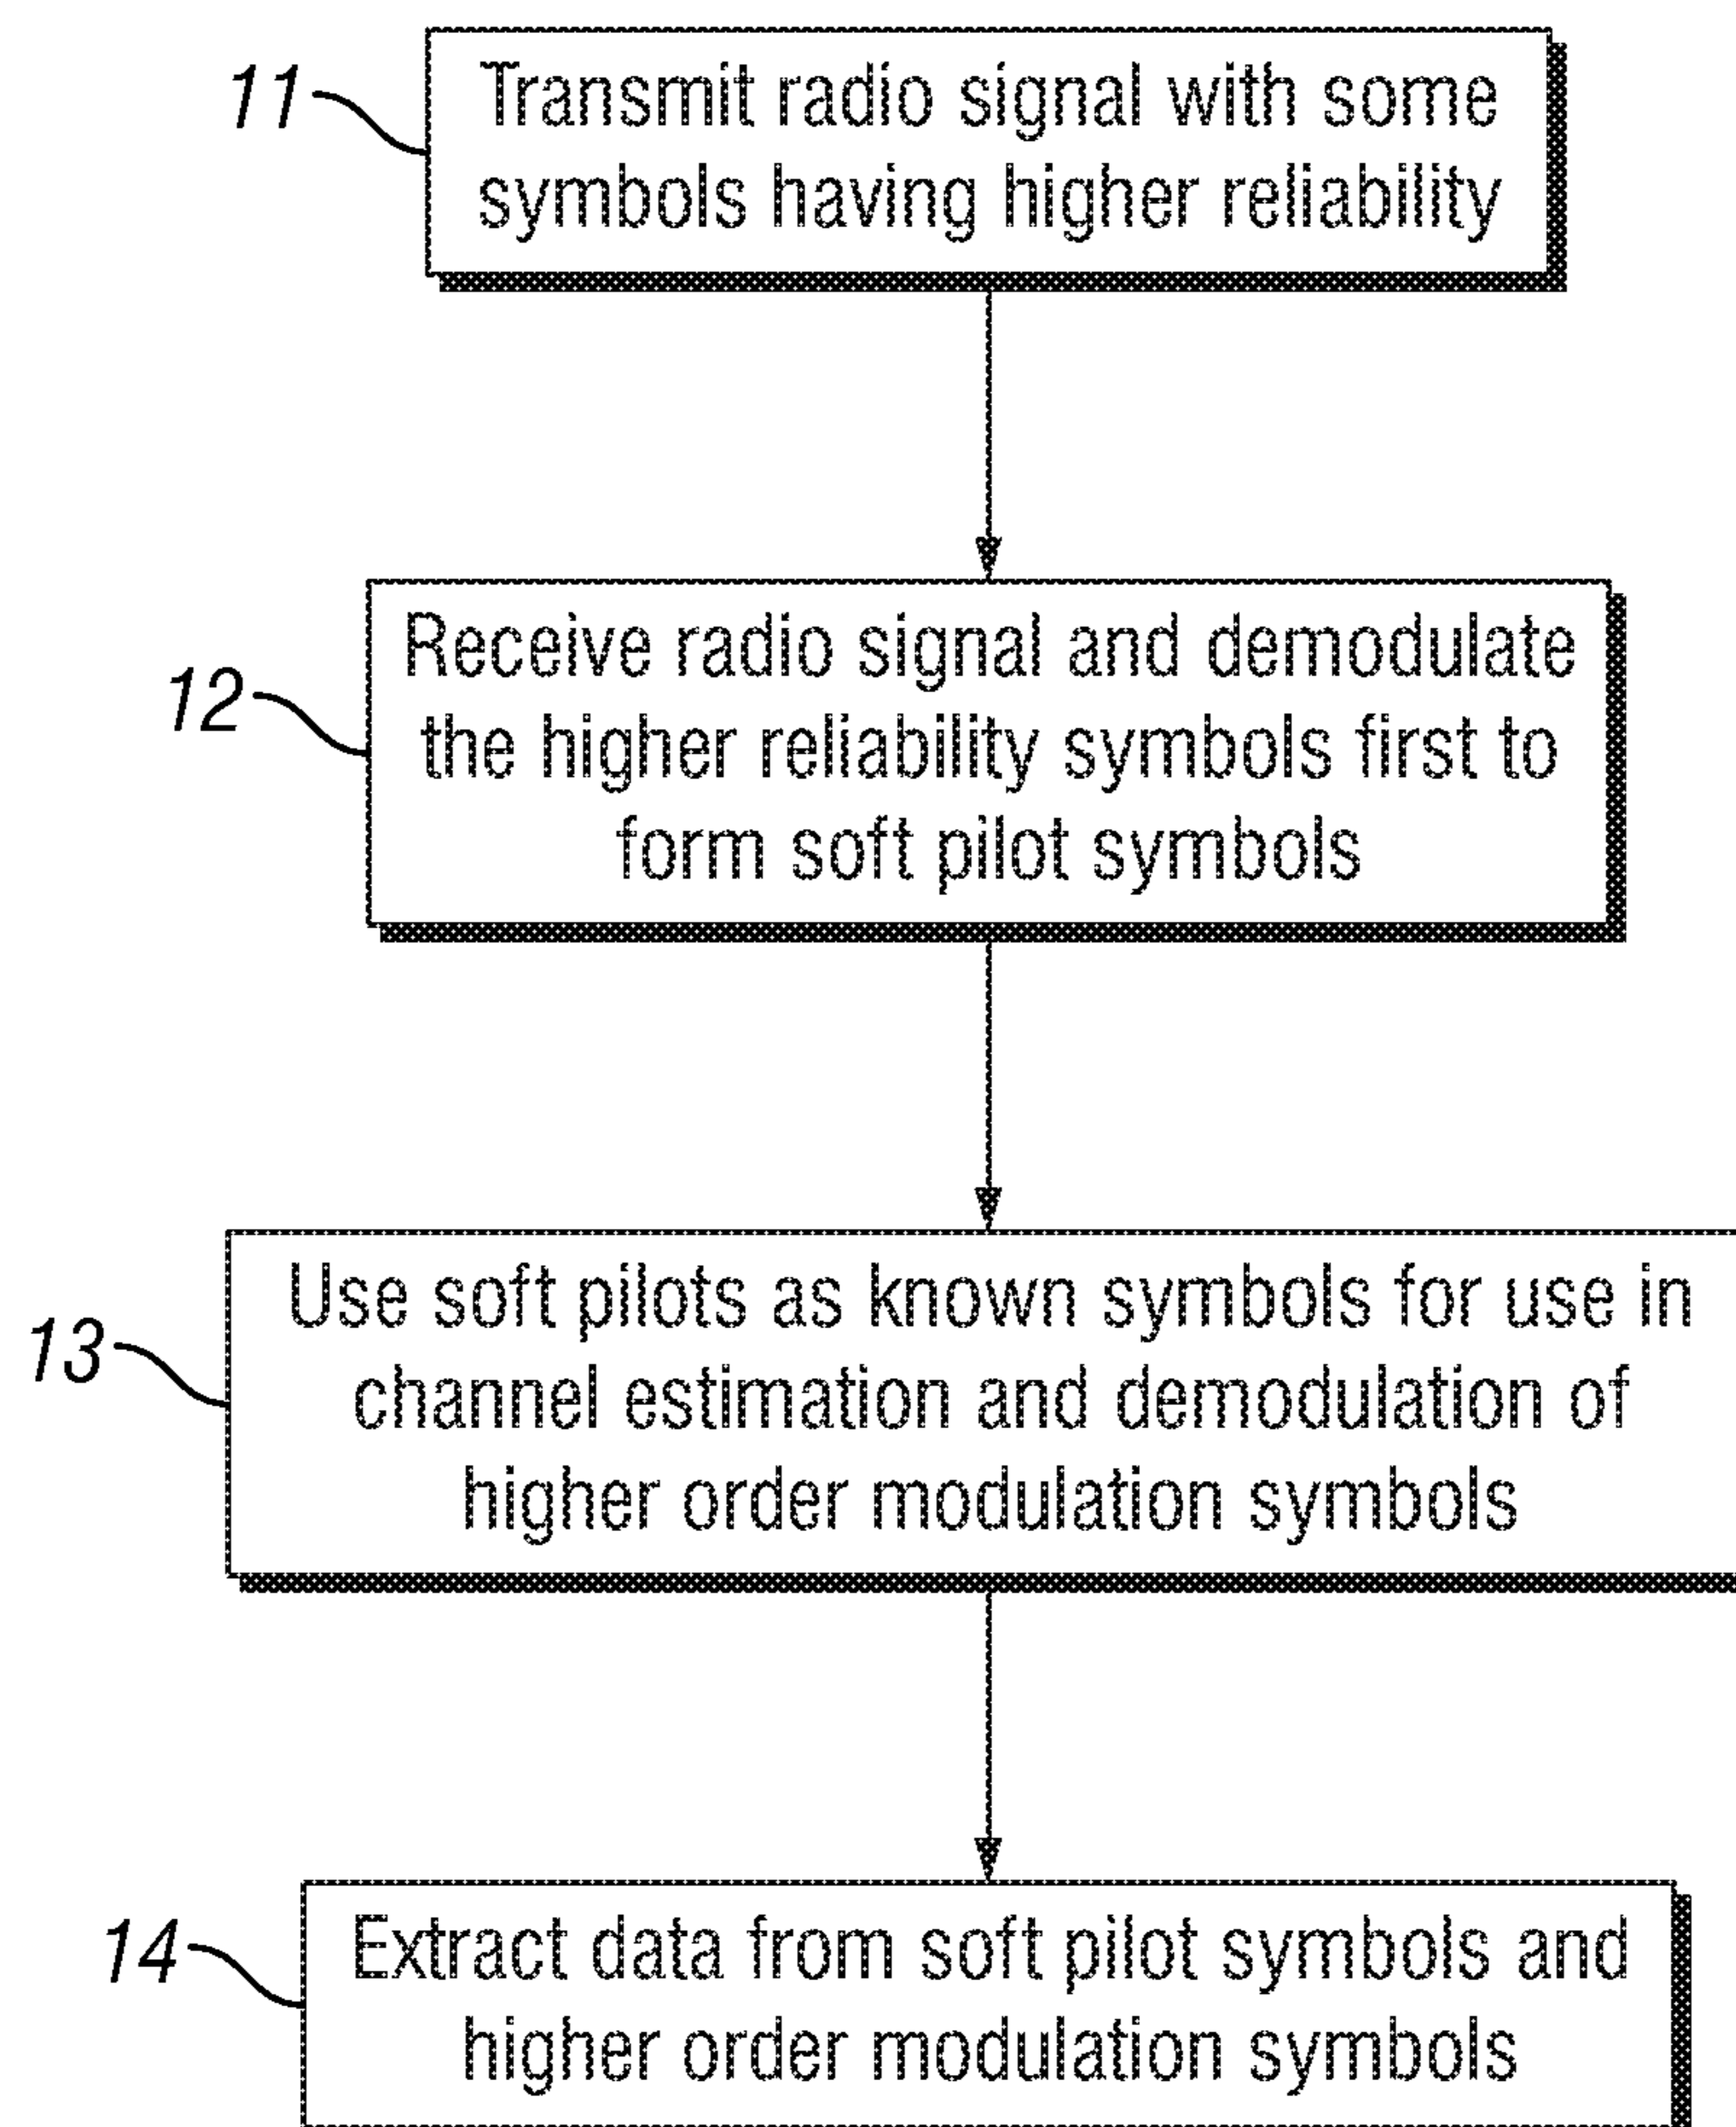 11
Transmit radio signal with some
symbols having higher reliability
12
Receive radio signal and demodulate
the higher reliability symbols first to
form soft pilot symbols
13
Use soft pilots as known symbols for use in
channel estimation and demodulation of
higher order modulation symbols
14
Extract data from soft pilot symbols and
higher order modulation symbols